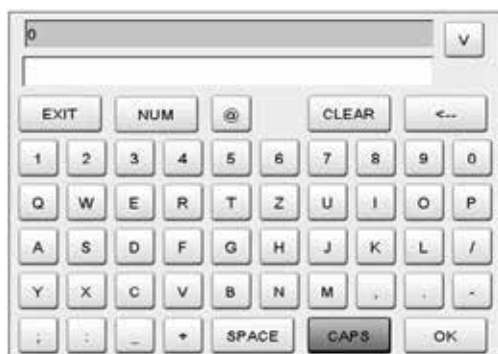 0
V
EXIT NUM @ CLEAR <--
1 2 3 4 5 6 7 8 9 0
Q W E R T Z U I O P
A S D F G H J K L /
Y X C V B N M , . -
; : _ + SPACE CAPS OK